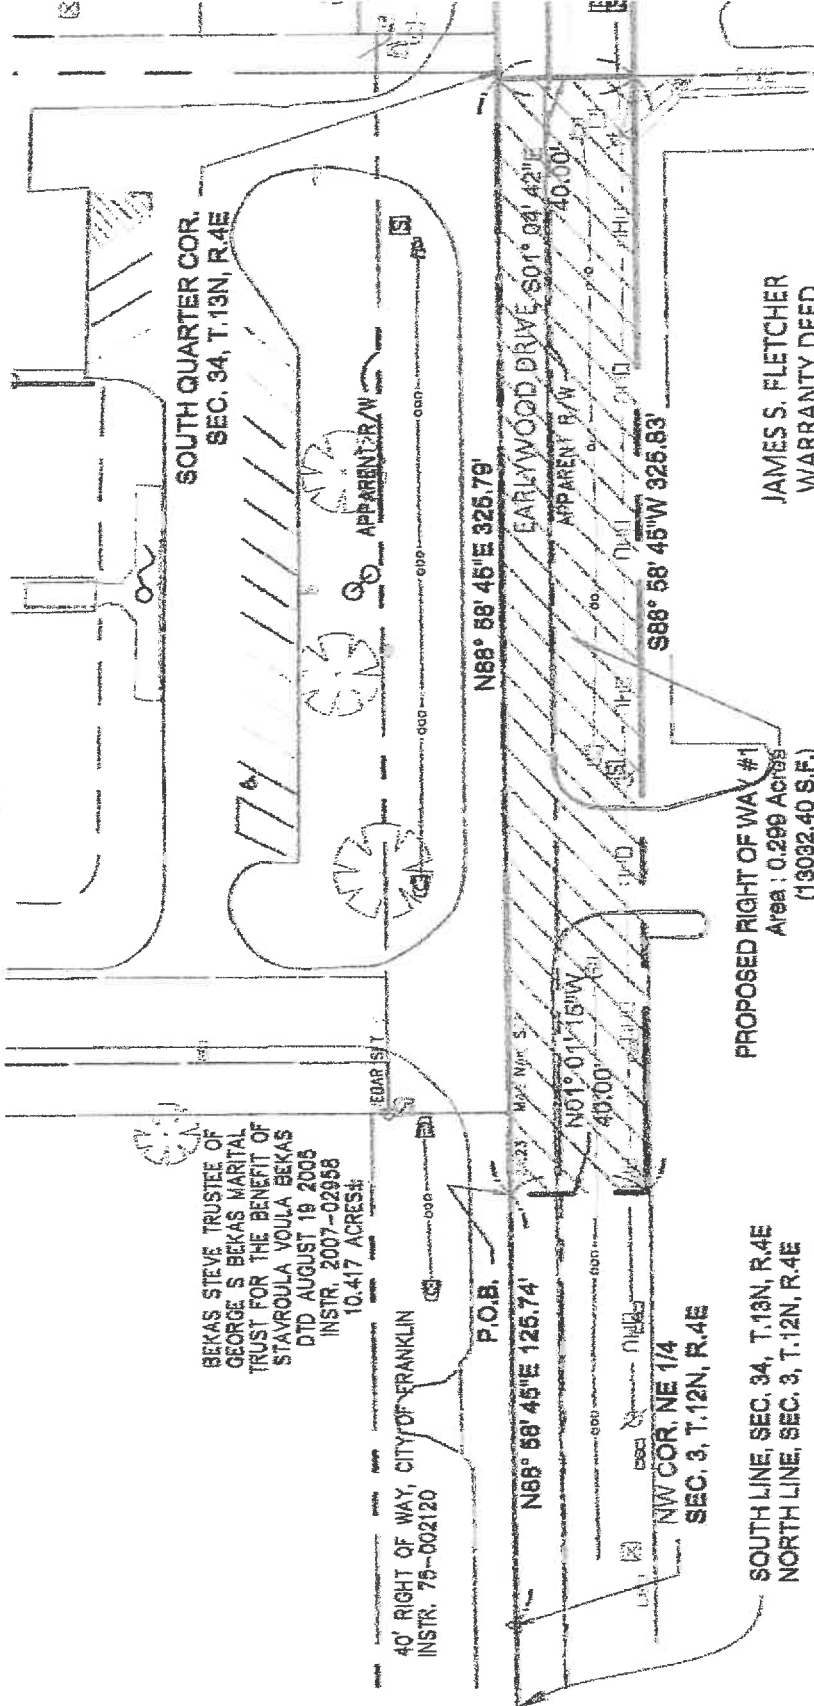 SOUTH QUARTER COR.
SEC. 34, T.13N, R.4E
APPARENT R/W
N88° 58' 45"E 325.79'
EARLYWOOD DRIVE S01° 04' 42"E
40.00'
APPARENT R/W
S88° 58' 45"W 325.83'
JAMES S. FLETCHER
WARRANTY DEED
PROPOSED RIGHT OF WAY #1
Area : 0.299 Acres
(13032.40 S.F.)
N01° 01' 15"W
40.00'
BEKAS STEVE TRUSTEE OF
GEORGE S BEKAS MARITAL
TRUST FOR THE BENEFIT OF
STAVROULA VOULA BEKAS
DTD AUGUST 19 2005
INSTR. 2007-02958
10.417 ACRES±
40' RIGHT OF WAY, CITY OF FRANKLIN
INSTR. 75-002120
P.O.B.
N88° 58' 45"E 125.74'
NW COR. NE 1/4
SEC. 3, T.12N, R.4E
SOUTH LINE, SEC. 34, T.13N, R.4E
NORTH LINE, SEC. 3, T.12N, R.4E